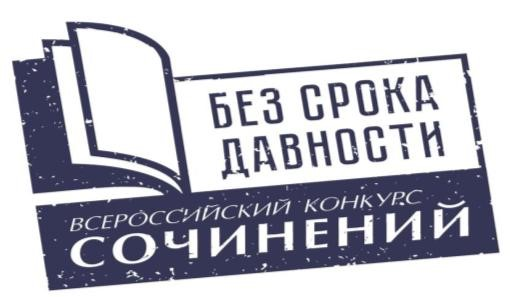 БЕЗ СРОКА
ДАВНОСТИ
ВСЕРОССИЙСКИЙ КОНКУРС
СОЧИНЕНИЙ